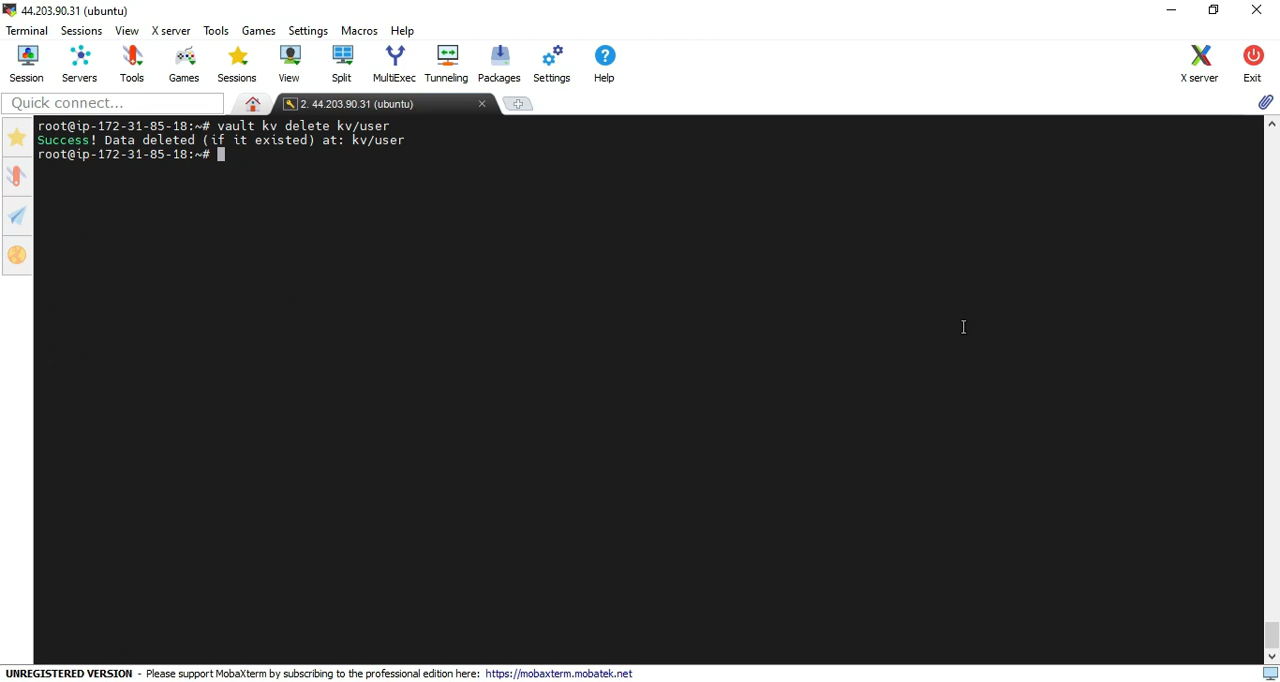 44.203.90.31 (ubuntu)
Terminal Sessions View X server Tools Games Settings Macros Help
Session Servers Tools Games Sessions View Split MultiExec Tunneling Packages Settings Help X server Exit
Quick connect... 2. 44.203.90.31 (ubuntu)
root@ip-172-31-85-18:~# vault kv delete kv/user
Success! Data deleted (if it existed) at: kv/user
root@ip-172-31-85-18:~#
UNREGISTERED VERSION - Please support MobaXterm by subscribing to the professional edition here: https://mobaxterm.mobatek.net